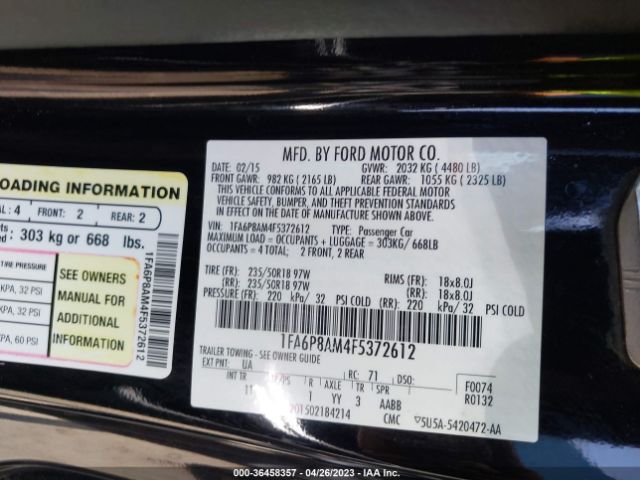 OADING INFORMATION
AL: 4 FRONT: 2 REAR: 2
303 kg or 668 lbs.
TIRE PRESSURE
kPA, 32 PSI
kPA, 32 PSI
KPA, 60 PSI
SEE OWNERS
MANUAL FOR
ADDITIONAL
INFORMATION
1FA6P8AM4F5372612
MFD. BY FORD MOTOR CO.
DATE: 02/15 GVWR: 2032 KG ( 4480 LB)
FRONT GAWR: 982 KG ( 2165 LB) REAR GAWR: 1055 KG ( 2325 LB)
THIS VEHICLE CONFORMS TO ALL APPLICABLE FEDERAL MOTOR
VEHICLE SAFETY, BUMPER, AND THEFT PREVENTION STANDARDS
IN EFFECT ON THE DATE OF MANUFACTURE SHOWN ABOVE.
VIN: 1FA6P8AM4F5372612 TYPE: Passenger Car
MAXIMUM LOAD = OCCUPANTS + LUGGAGE = 303KG/ 668LB
OCCUPANTS = 4 TOTAL; 2 FRONT, 2 REAR
TIRE (FR): 235/50R18 97W RIMS (FR): 18x8.0J
(RR): 235/50R18 97W (RR): 18x8.0J
PRESSURE (FR): 220 kPa/ 32 PSI COLD (RR): 220 kPa/ 32 PSI COLD
1FA6P8AM4F5372612
TRAILER TOWING - SEE OWNER GUIDE
EXT PNT: UA RC: 71 DSO: F0074
INT TR TP/PS R AXLE TR SPR R0132
1 YY 3 AABB
201502184214 CMC ▽5U5A-5420472-AA
000-36458357 - 04/26/2023 - IAA Inc.